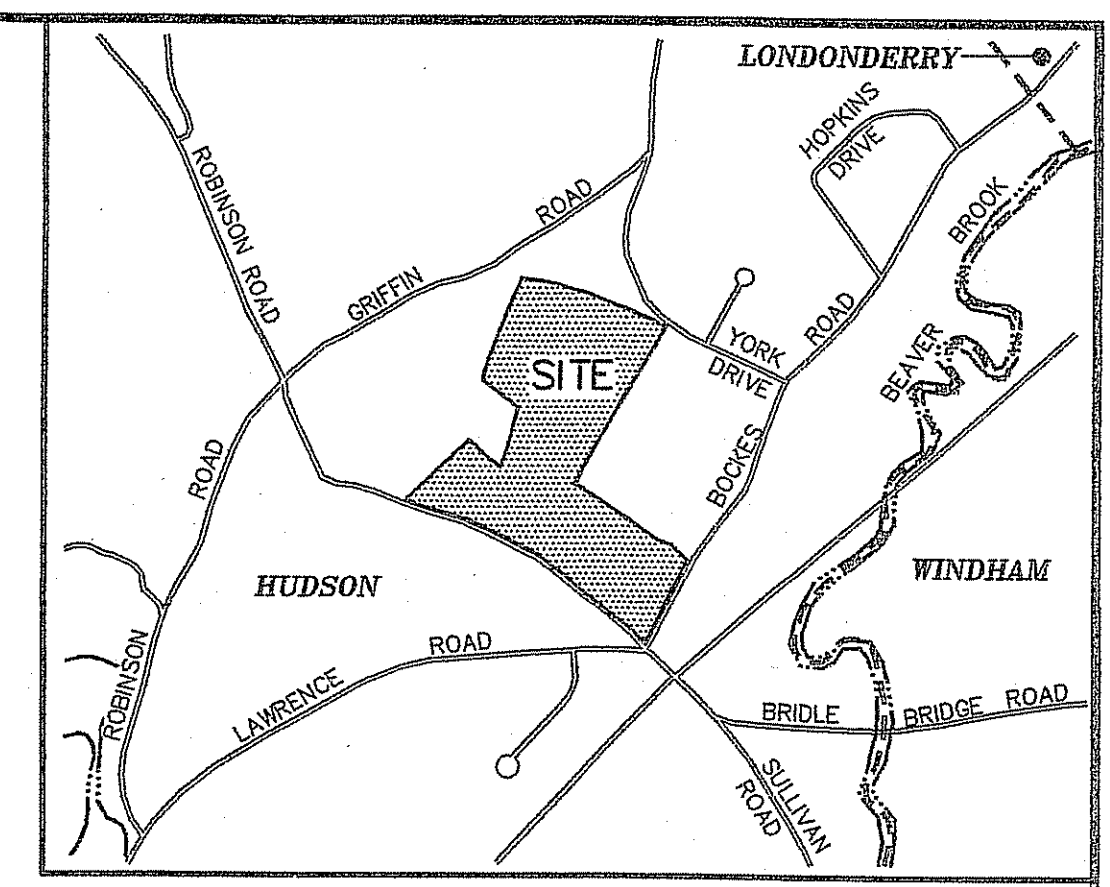 LONDONDERRY
HOPKINS
DRIVE
ROBINSON ROAD
GRIFFIN
ROAD
BROOK
BEAVER
SITE
YORK
DRIVE
ROAD
BOCKES
ROAD
ROBINSON
HUDSON
WINDHAM
LAWRENCE
ROAD
BRIDLE
BRIDGE ROAD
SULLIVAN
ROAD